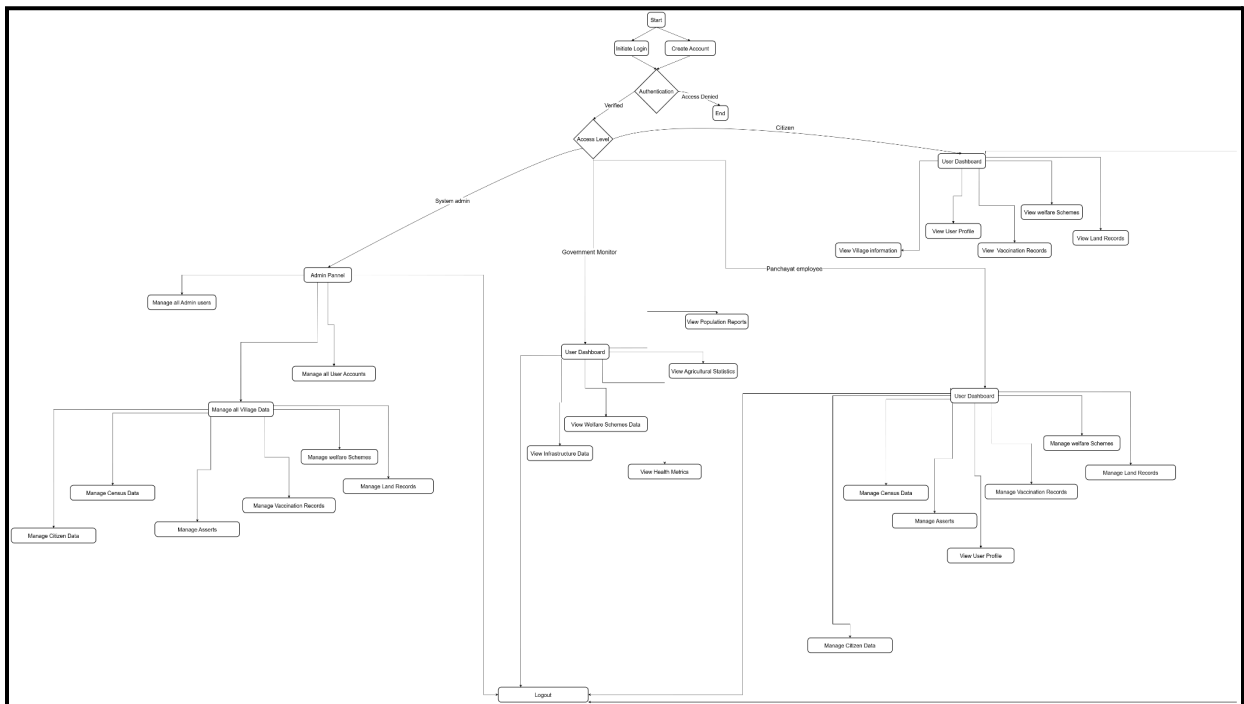 Start
Initiate Login
Create Account
Authentication
Access Denied
Verified
End
Access Level
Citizen
User Dashboard
View welfare Schemes
View User Profile
View Land Records
View Village information
View Vaccination Records
System admin
Government Monitor
Panchayat employee
Admin Pannel
Manage all Admin users
View Population Reports
User Dashboard
View Agricultural Statistics
Manage all User Accounts
User Dashboard
Manage all Village Data
View Welfare Schemes Data
Manage welfare Schemes
View Infrastructure Data
Manage welfare Schemes
View Health Metrics
Manage Land Records
Manage Land Records
Manage Census Data
Manage Census Data
Manage Vaccination Records
Manage Vaccination Records
Manage Asserts
Manage Asserts
Manage Citizen Data
View User Profile
Manage Citizen Data
Logout